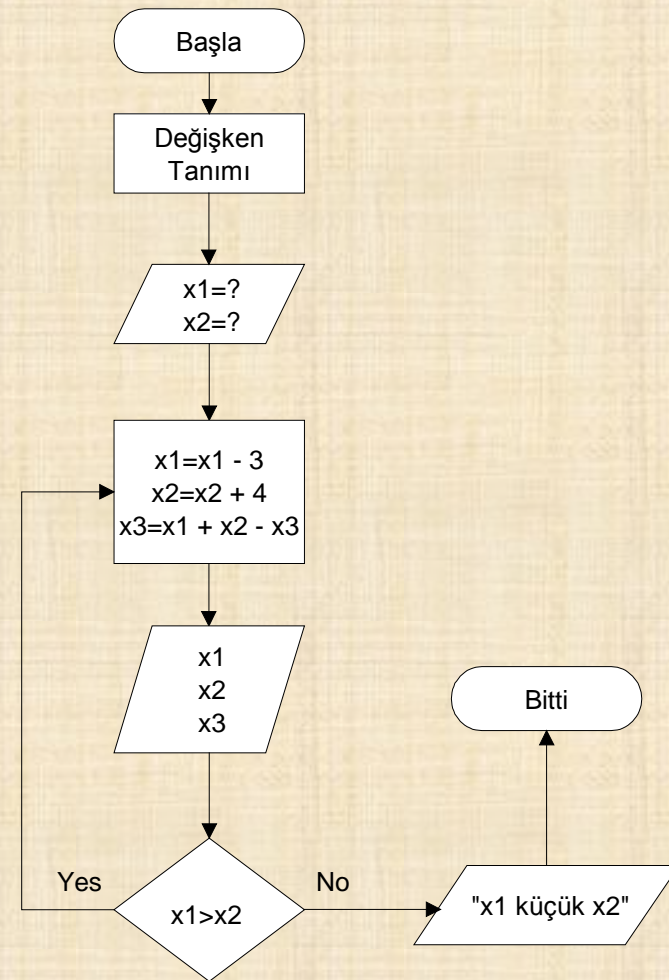 Başla
Değişken
Tanımı
x1=?
x2=?
x1=x1 - 3
x2=x2 + 4
x3=x1 + x2 - x3
x1
x2
x3
Bitti
Yes
x1>x2
No
"x1 küçük x2"